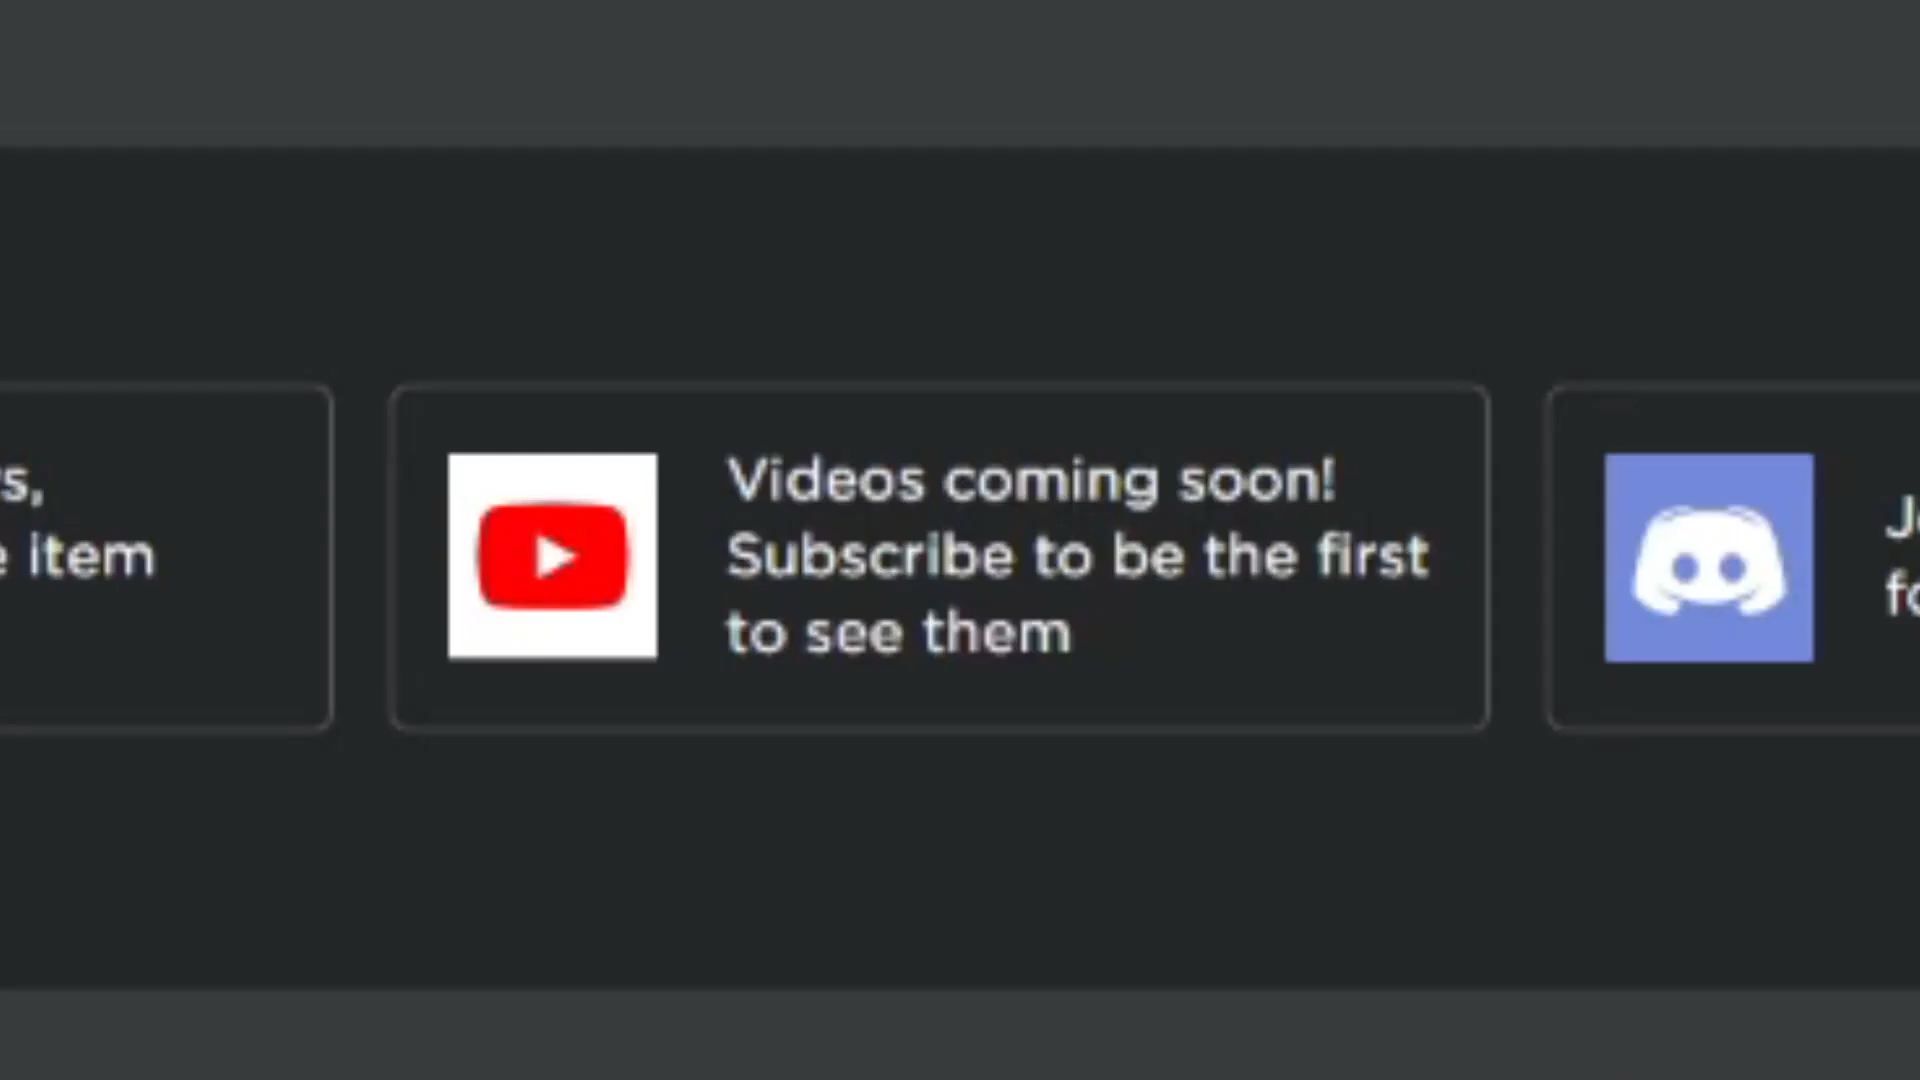 item
Videos coming soon!
Subscribe to be the first
to see them